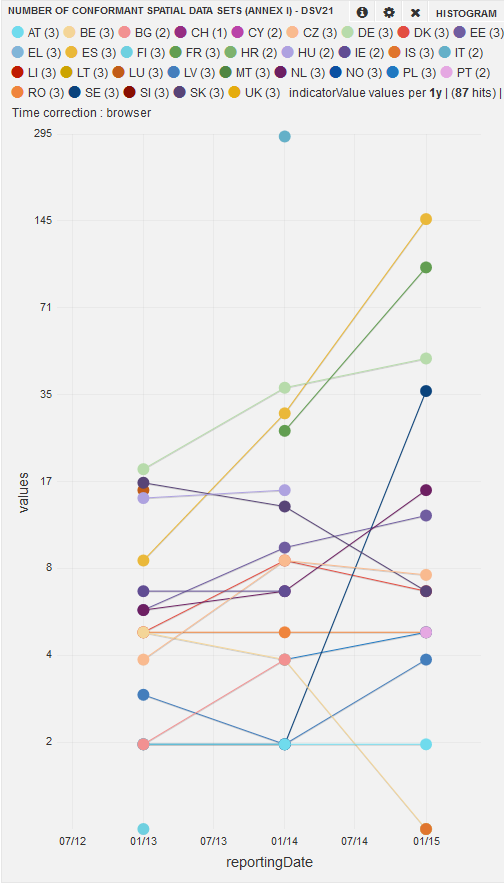 NUMBER OF CONFORMANT SPATIAL DATA SETS (ANNEX I) - DSV21 HISTOGRAM
AT (3) BE (3) BG (2) CH (1) CY (2) CZ (3) DE (3) DK (3) EE (3)
EL (3) ES (3) FI (3) FR (3) HR (2) HU (2) IE (2) IS (3) IT (2)
LI (3) LT (3) LU (3) LV (3) MT (3) NL (3) NO (3) PL (3) PT (2)
RO (3) SE (3) SI (3) SK (3) UK (3) indicatorValue values per 1y | (87 hits) |
Time correction : browser
295
145
71
35
17
8
4
2
values
07/12 01/13 07/13 01/14 07/14 01/15
reportingDate